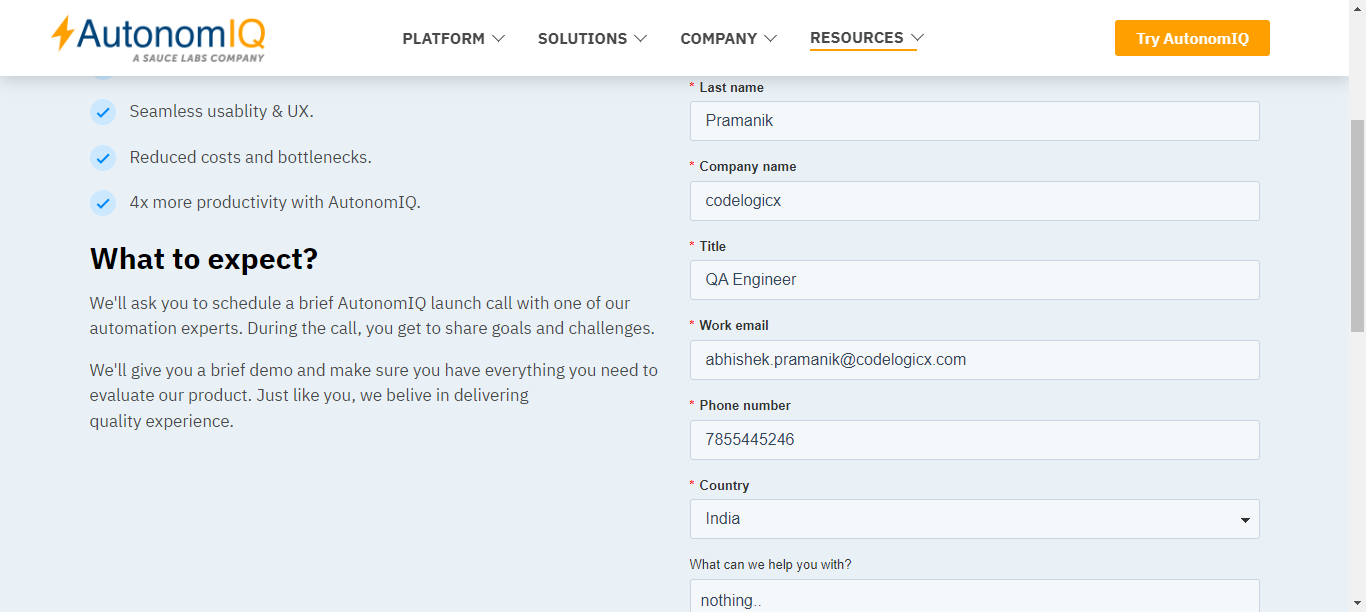 AutonomIQ
A SAUCE LABS COMPANY
PLATFORM
SOLUTIONS
COMPANY
RESOURCES
Try AutonomIQ
Seamless usablity & UX.
Reduced costs and bottlenecks.
4x more productivity with AutonomIQ.
What to expect?
We'll ask you to schedule a brief AutonomIQ launch call with one of our
automation experts. During the call, you get to share goals and challenges.
We'll give you a brief demo and make sure you have everything you need to
evaluate our product. Just like you, we belive in delivering
quality experience.
* Last name
Pramanik
* Company name
codelogicx
* Title
QA Engineer
* Work email
abhishek.pramanik@codelogicx.com
* Phone number
7855445246
* Country
India
What can we help you with?
nothing..